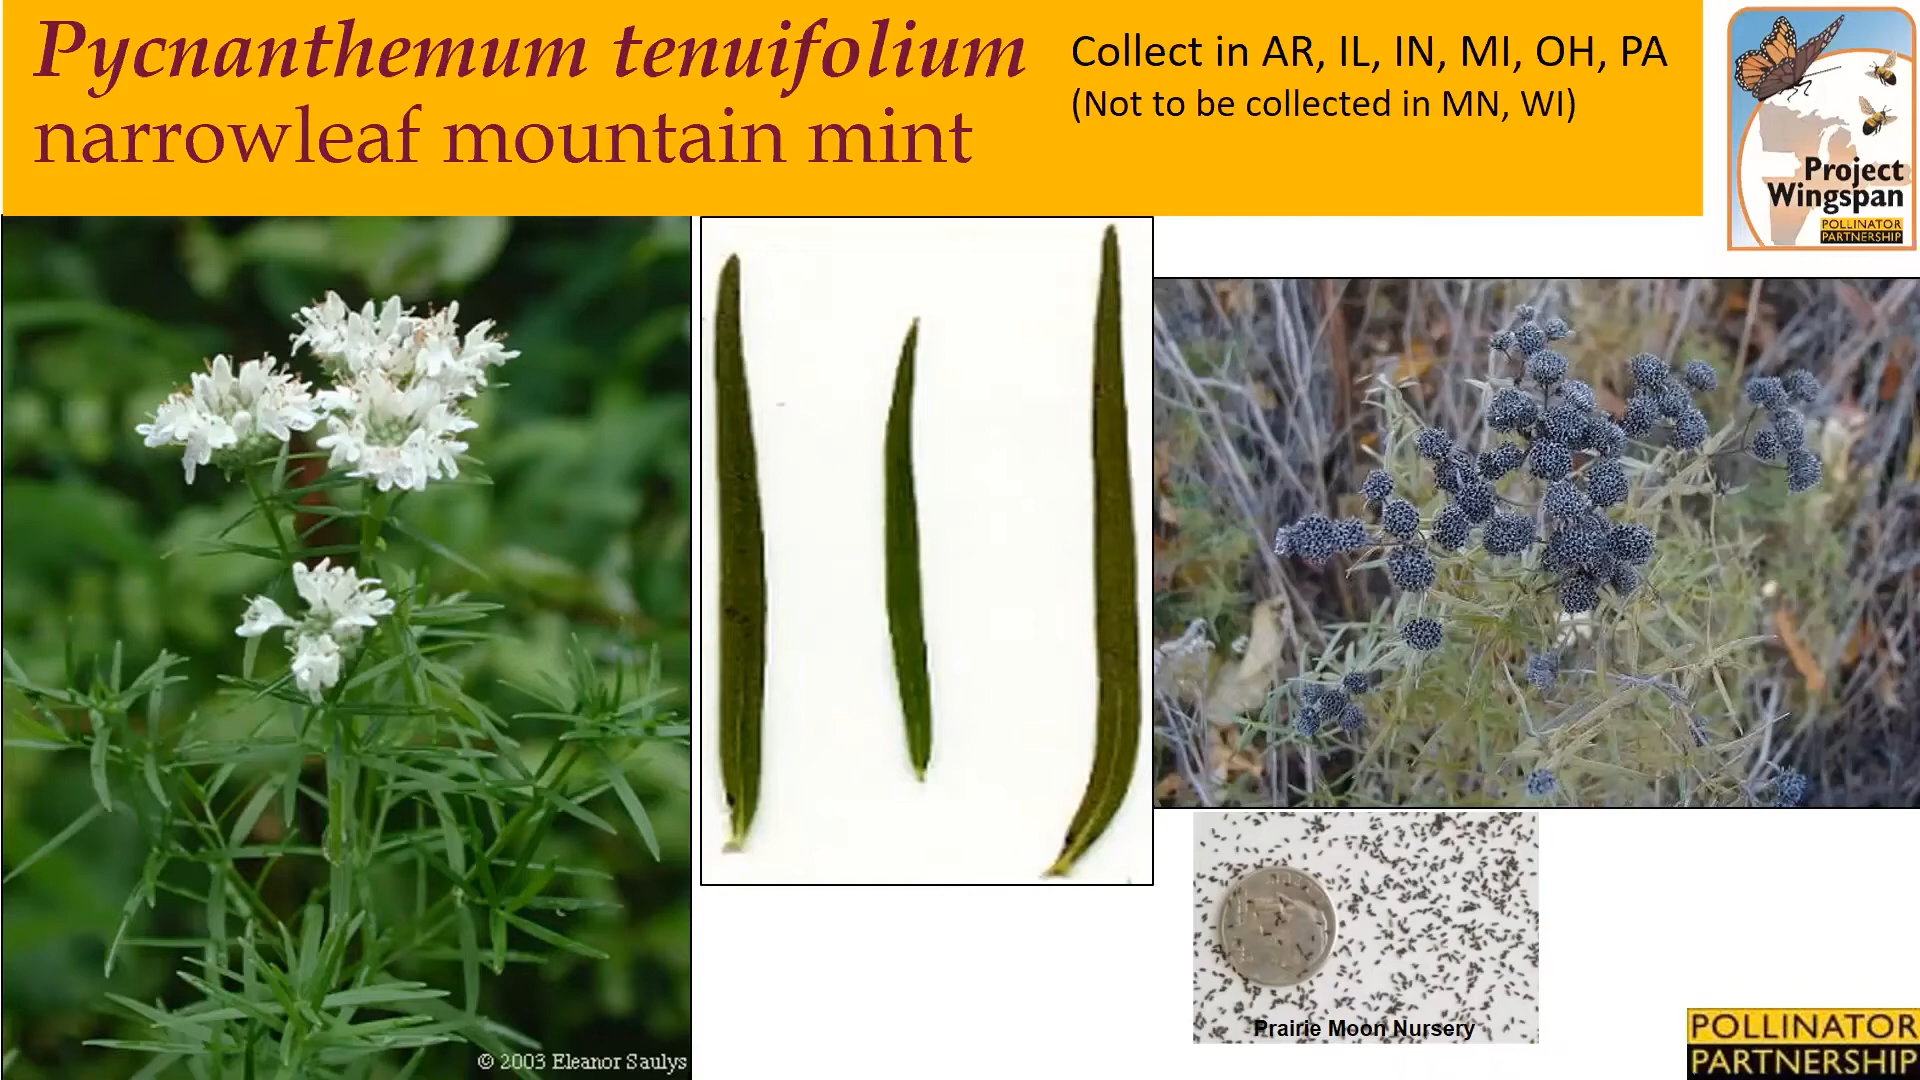 Pycnanthemum tenuifolium
narrowleaf mountain mint
Collect in AR, IL, IN, MI, OH, PA
(Not to be collected in MN, WI)
Project
Wingspan
POLLINATOR
PARTNERSHIP
© 2003 Eleanor Saulys
Prairie Moon Nursery
POLLINATOR
PARTNERSHIP